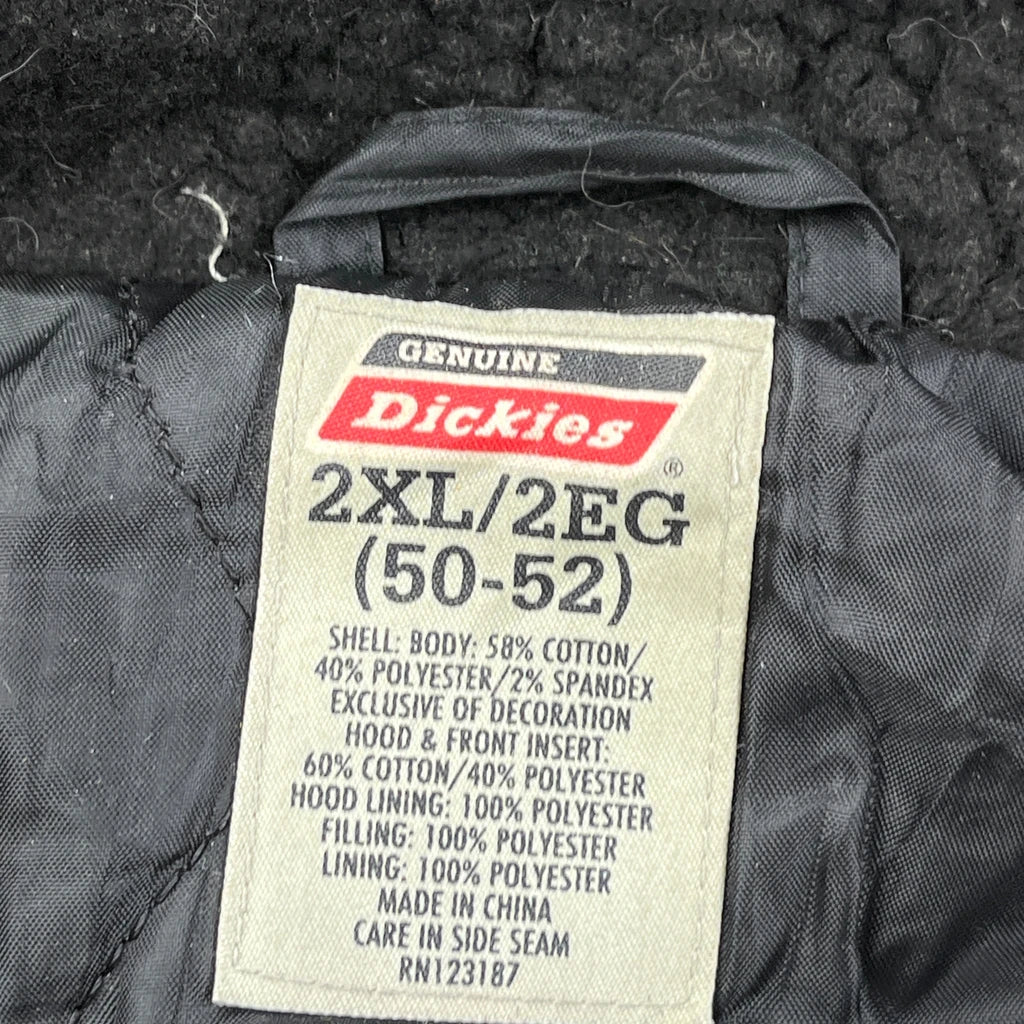 GENUINE
Dickies
®
2XL/2EG
(50-52)
SHELL: BODY: 58% COTTON/
40% POLYESTER/2% SPANDEX
EXCLUSIVE OF DECORATION
HOOD & FRONT INSERT:
60% COTTON/40% POLYESTER
HOOD LINING: 100% POLYESTER
FILLING: 100% POLYESTER
LINING: 100% POLYESTER
MADE IN CHINA
CARE IN SIDE SEAM
RN123187